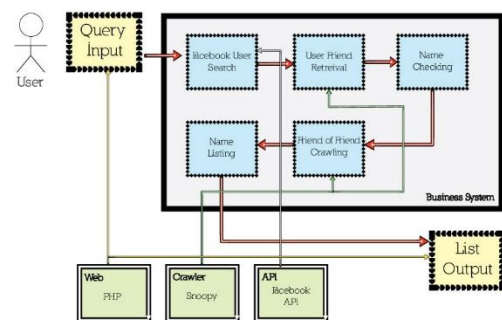 Query
Input
User
Facebook User
Search
User Friend
Retreival
Name
Checking
Name
Listing
Friend of Friend
Crawling
Business System
List
Output
Web
PHP
Crawler
Snoopy
API
Facebook
API